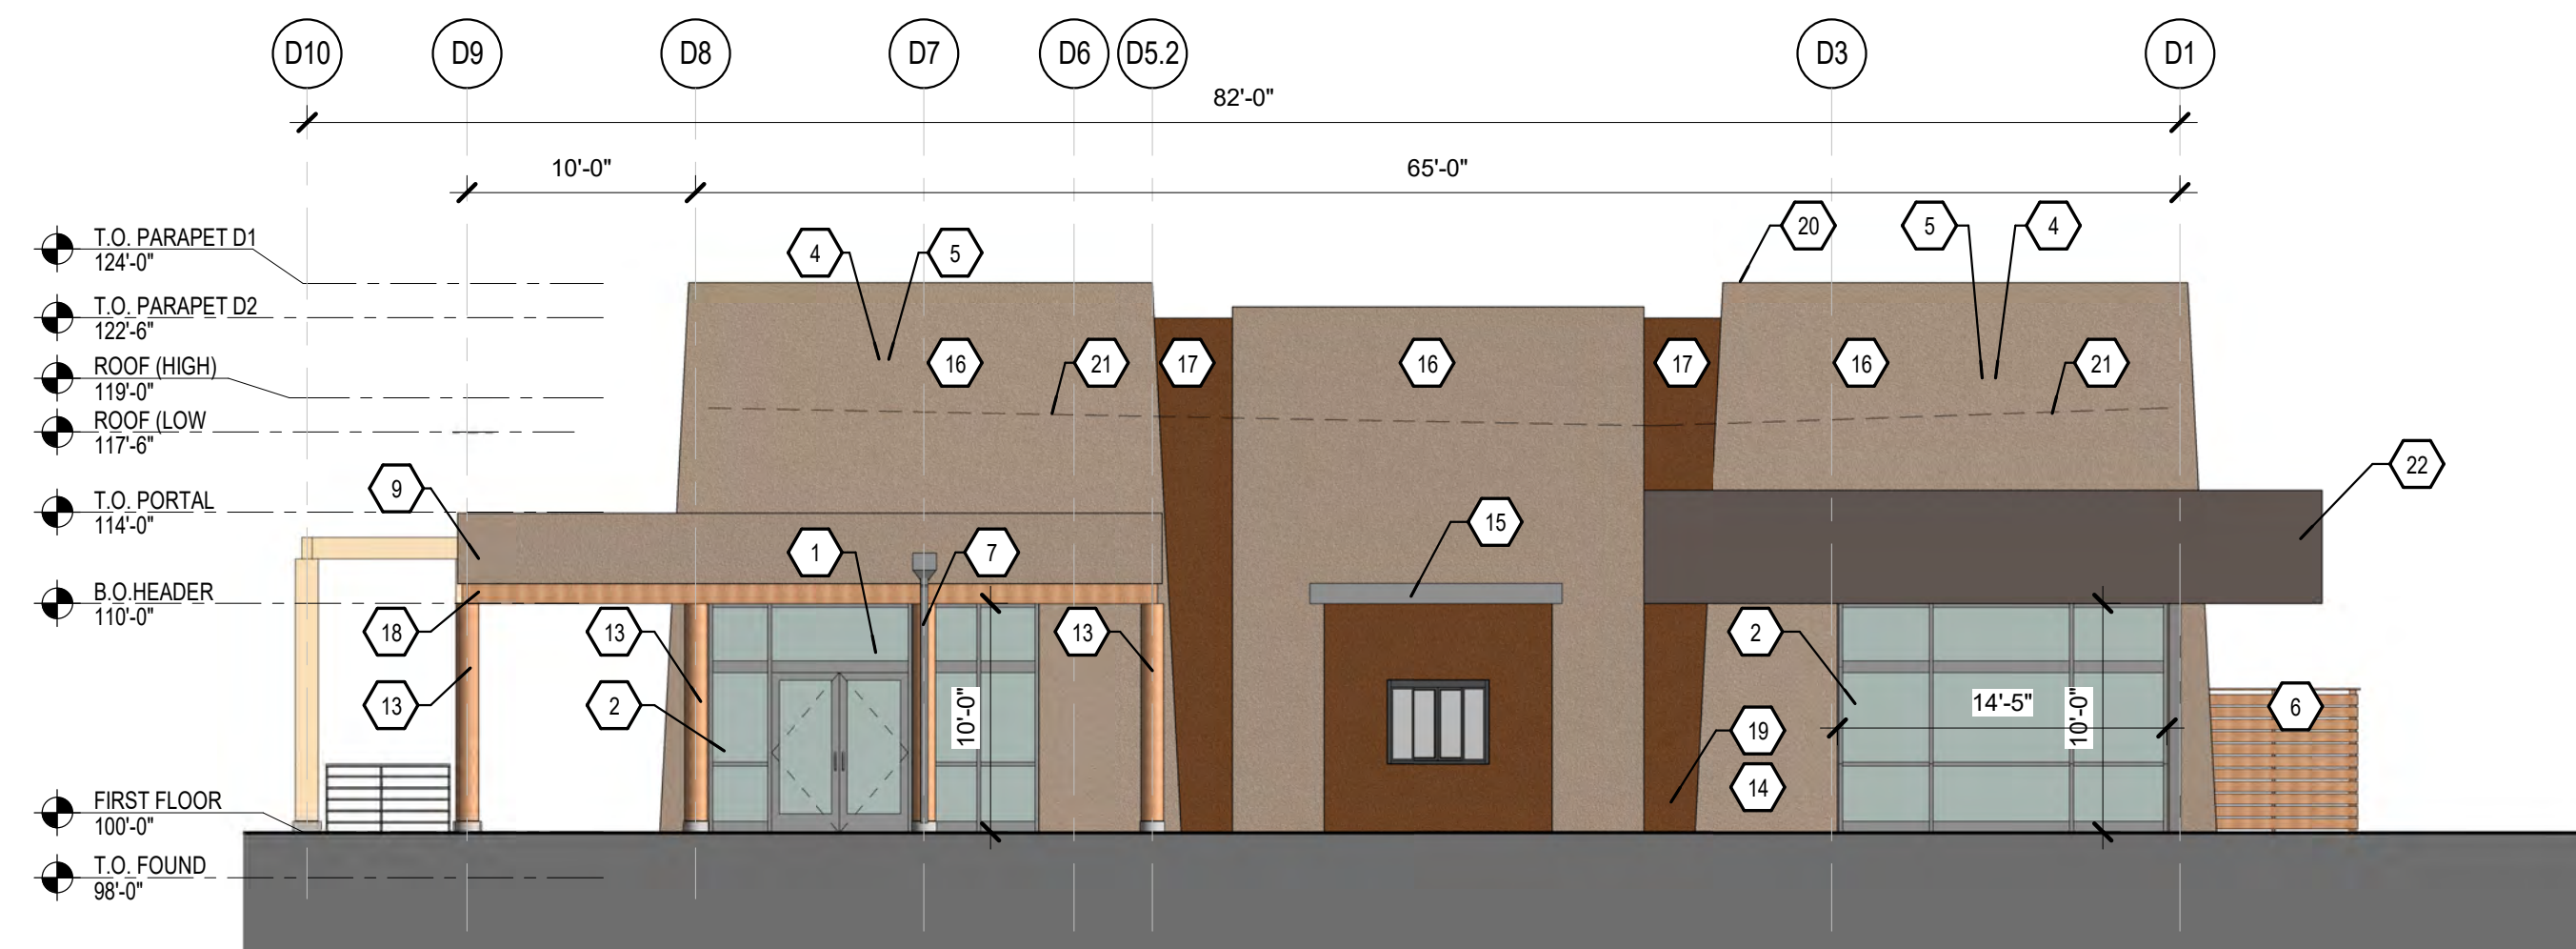 D10 D9 D8 D7 D6 D5.2 D3 D1
82'-0"
10'-0" 65'-0"
T.O. PARAPET D1
124'-0"
T.O. PARAPET D2
122'-6"
ROOF (HIGH)
119'-0"
ROOF (LOW
117'-6"
T.O. PORTAL
114'-0"
B.O.HEADER
110'-0"
FIRST FLOOR
100'-0"
T.O. FOUND
98'-0"
20 5 4
4 5
16 21 17 16 17 16 21
9 22
15
1 7
18 13 13 2
13 2 10'-0" 14'-5" 10'-0" 6
19
14